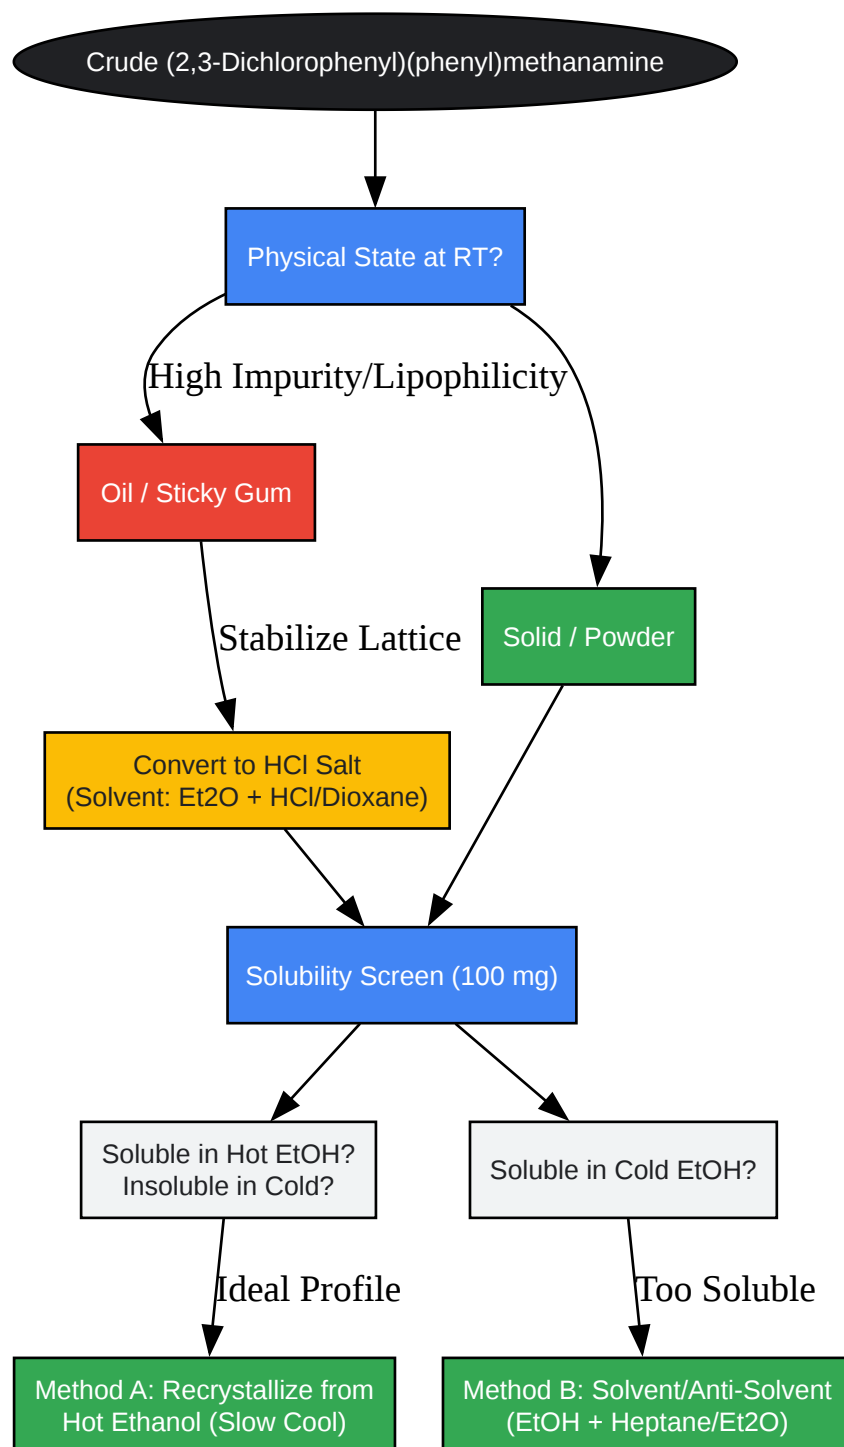 Crude (2,3-Dichlorophenyl)(phenyl)methanamine
Physical State at RT?
High Impurity/Lipophilicity
Oil / Sticky Gum
Stabilize Lattice
Solid / Powder
Convert to HCl Salt
(Solvent: Et2O + HCl/Dioxane)
Solubility Screen (100 mg)
Soluble in Hot EtOH?
Insoluble in Cold?
Soluble in Cold EtOH?
Ideal Profile
Too Soluble
Method A: Recrystallize from
Hot Ethanol (Slow Cool)
Method B: Solvent/Anti-Solvent
(EtOH + Heptane/Et2O)